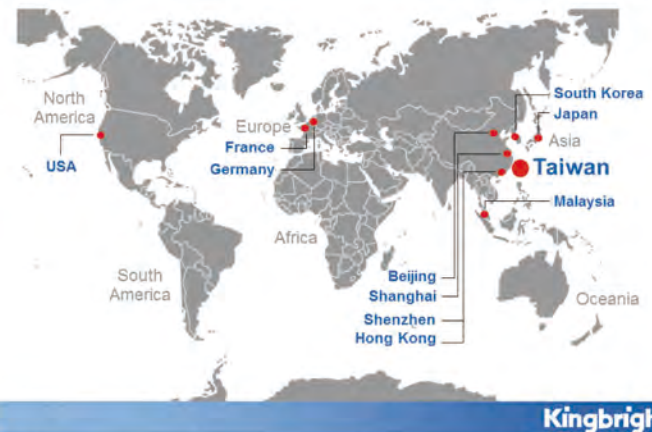 North
America
USA
Europe
France
Germany
South Korea
Japan
Asia
Taiwan
Malaysia
Africa
South
America
Beijing
Shanghai
Shenzhen
Hong Kong
Oceania
Kingbrigh